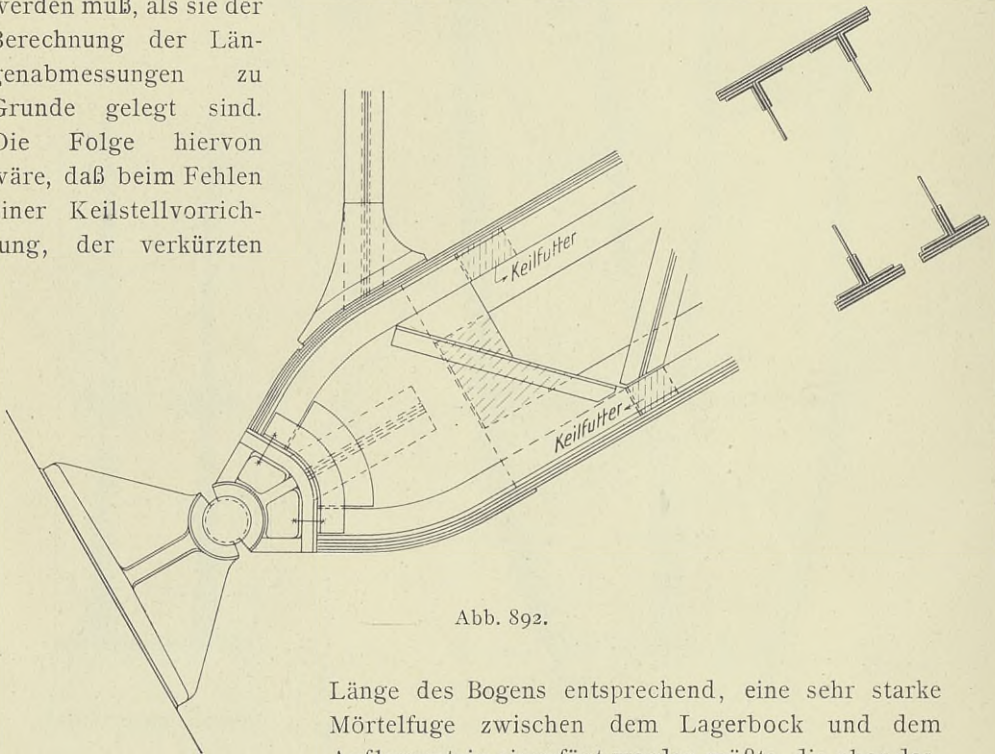 werden muß, als sie der
Berechnung der Län-
genabmessungen zu
Grunde gelegt sind.
Die Folge hiervon
wäre, daß beim Fehlen
einer Keilstellvorrich-
tung, der verkürzten
Keilfutter
Keilfutter
Abb. 892.
Länge des Bogens entsprechend, eine sehr starke
Mörtelfuge zwischen dem Lagerbock und dem